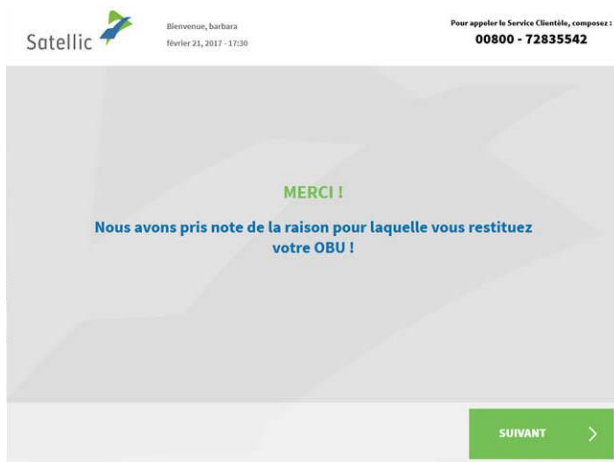 Satellic
Bienvenue, barbara
février 21, 2017 - 17:30
Pour appeler le Service Clientèle, composez :
00800 - 72835542
MERCI !
Nous avons pris note de la raison pour laquelle vous restituez
votre OBU !
SUIVANT